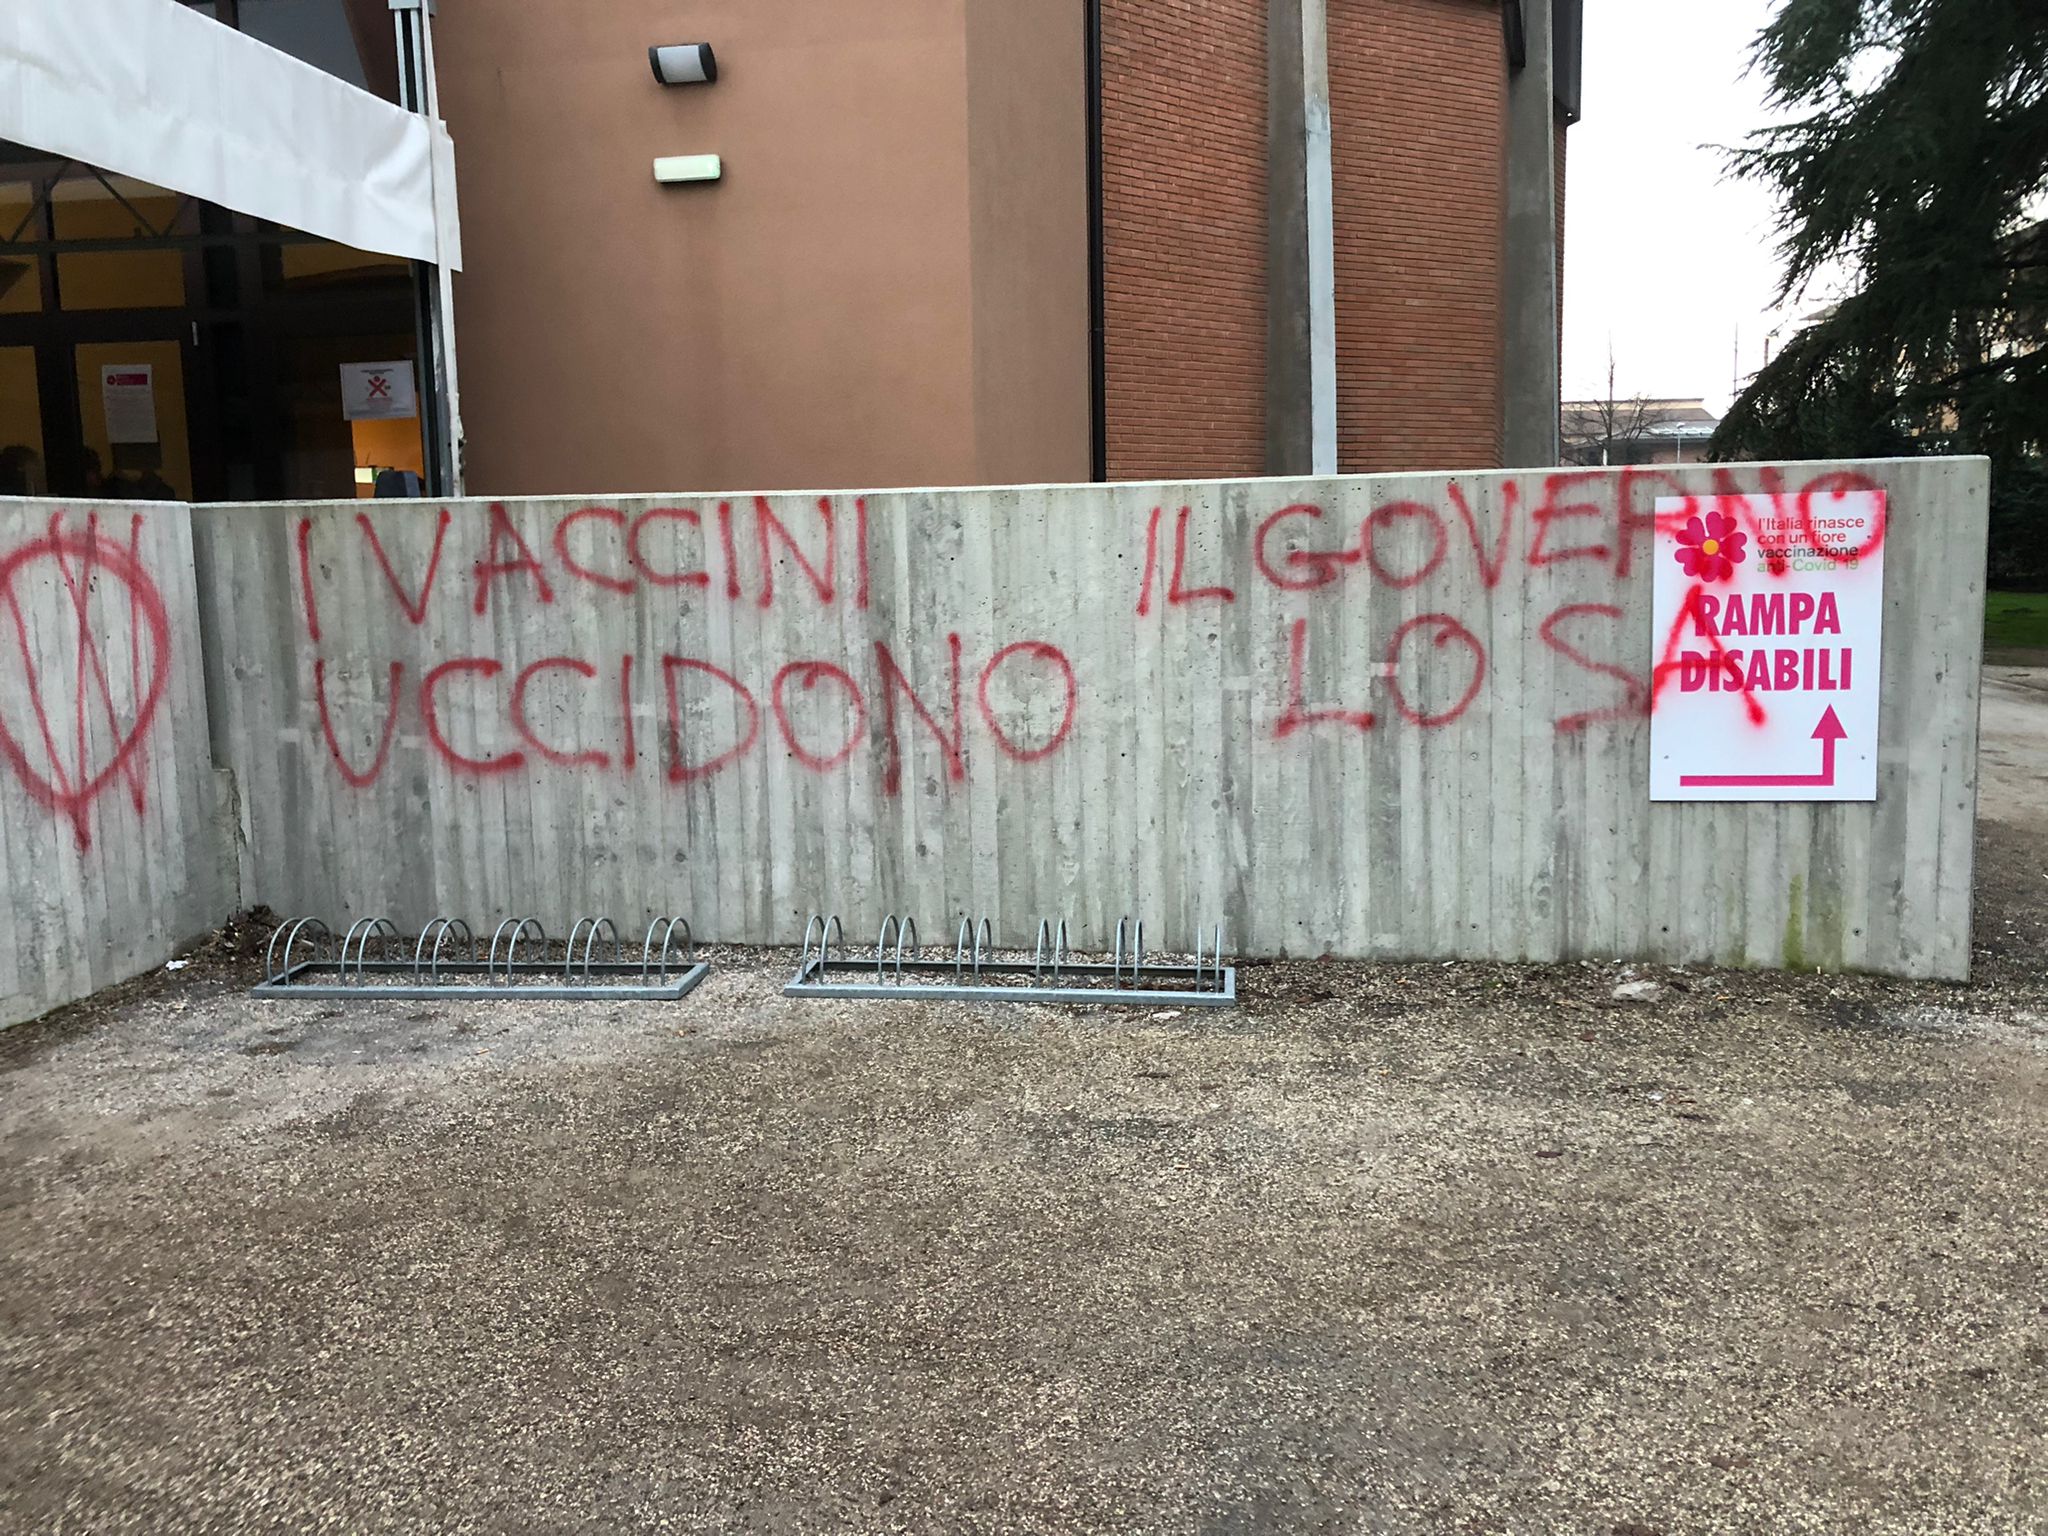 I VACCINI
UCCIDONO
IL GOVERNO
LO SA
l'Italia rinasce
con un fiore
vaccinazione
anti-Covid 19
RAMPA
DISABILI